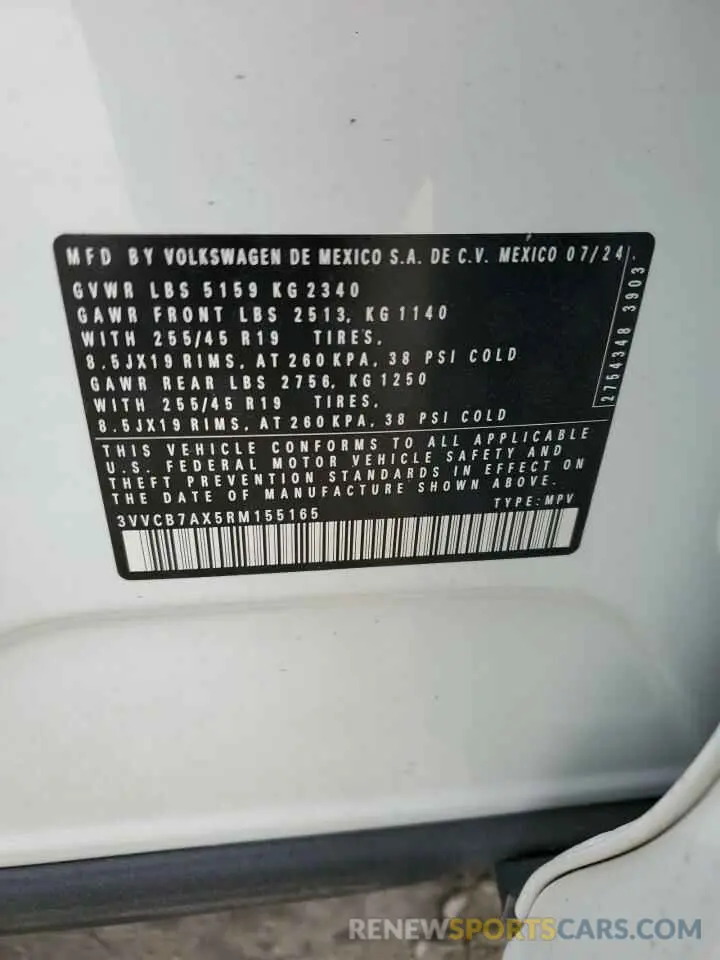 MFD BY VOLKSWAGEN DE MEXICO S.A. DE C.V. MEXICO 07/24.
GVWR LBS 5159 KG 2340
GAWR FRONT LBS 2513, KG 1140
WITH 255/45 R19 TIRES,
8.5JX19 RIMS, AT 260 KPA, 38 PSI COLD
GAWR REAR LBS 2756, KG 1250
WITH 255/45 R19 TIRES,
8.5JX19 RIMS, AT 260 KPA, 38 PSI COLD
2754348 3903
THIS VEHICLE CONFORMS TO ALL APPLICABLE
U.S. FEDERAL MOTOR VEHICLE SAFETY AND
THEFT PREVENTION STANDARDS IN EFFECT ON
THE DATE OF MANUFACTURE SHOWN ABOVE.
3VVCB7AX5RM155165 TYPE: MPV
RENEWSPORTSCARS.COM